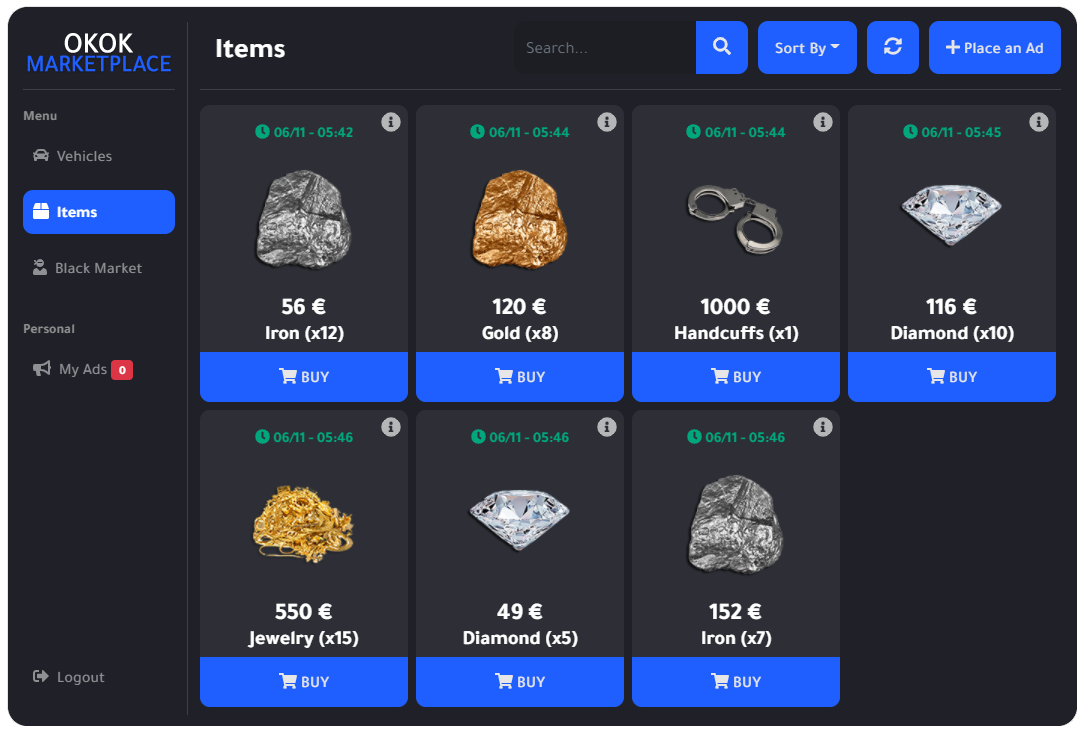 OKOK
MARKETPLACE
Menu
Vehicles
Items
Black Market
Personal
My Ads 0
Logout
Items
Search...
Sort By
Place an Ad
06/11 - 05:42
56 €
Iron (x12)
BUY
06/11 - 05:44
120 €
Gold (x8)
BUY
06/11 - 05:44
1000 €
Handcuffs (x1)
BUY
06/11 - 05:45
116 €
Diamond (x10)
BUY
06/11 - 05:46
550 €
Jewelry (x15)
BUY
06/11 - 05:46
49 €
Diamond (x5)
BUY
06/11 - 05:46
152 €
Iron (x7)
BUY